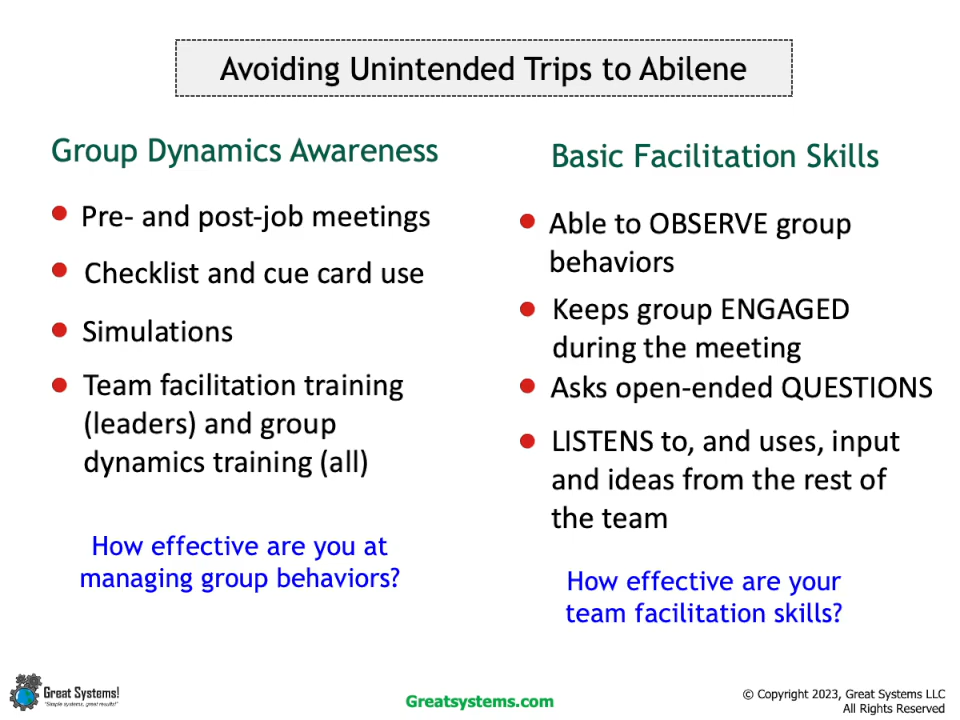 Avoiding Unintended Trips to Abilene
Group Dynamics Awareness
Pre- and post-job meetings
Checklist and cue card use
Simulations
Team facilitation training
(leaders) and group
dynamics training (all)
How effective are you at
managing group behaviors?
Basic Facilitation Skills
Able to OBSERVE group
behaviors
Keeps group ENGAGED
during the meeting
Asks open-ended QUESTIONS
LISTENS to, and uses, input
and ideas from the rest of
the team
How effective are your
team facilitation skills?
Great Systems!
"Simple systems, great results!"
Greatsystems.com
© Copyright 2023, Great Systems LLC
All Rights Reserved